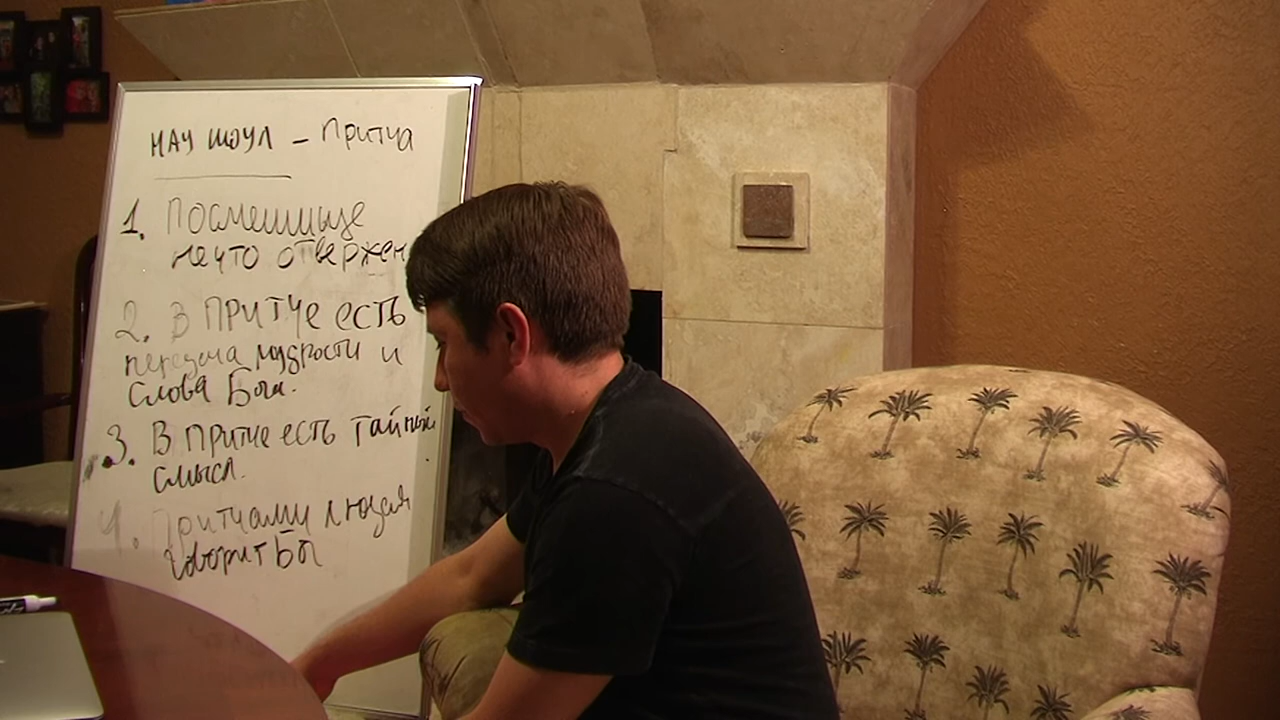 МАЧ ШОУЛ – Притча
1. Посмешище
нечто отвержен
2. В ПРИТЧе есть
передача мудрости и
Слова Бога.
3. В ПРИТЧе есть Тайный
смысл.
4. Притчами людям
говорит Бог